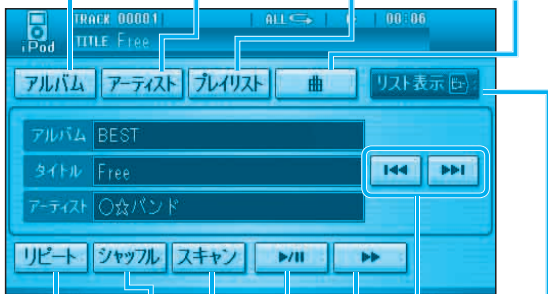 TRACK 00001 ALL 00:06
iPod TITLE Free
アルバム アーティスト プレイリスト 曲 リスト表示
アルバム BEST
タイトル Free
アーティスト ○☆バンド
リピート シャッフル スキャン